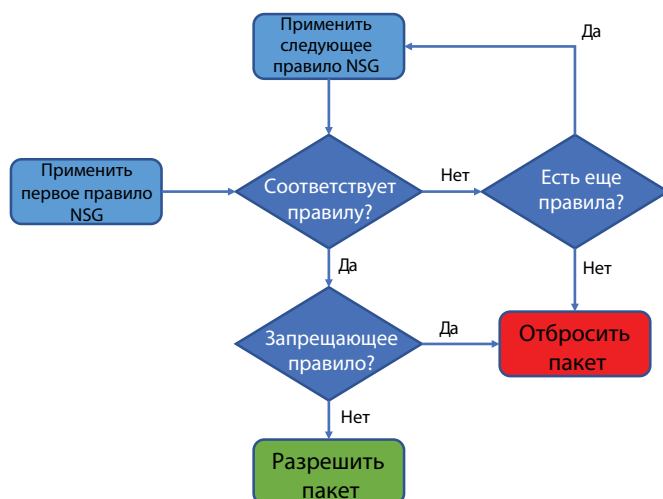 Применить
следующее
правило NSG
Да
Применить
первое правило
NSG
Соответствует
правилу?
Нет
Есть еще
правила?
Да
Нет
Запрещающее
правило?
Да
Отбросить
пакет
Нет
Разрешить
пакет